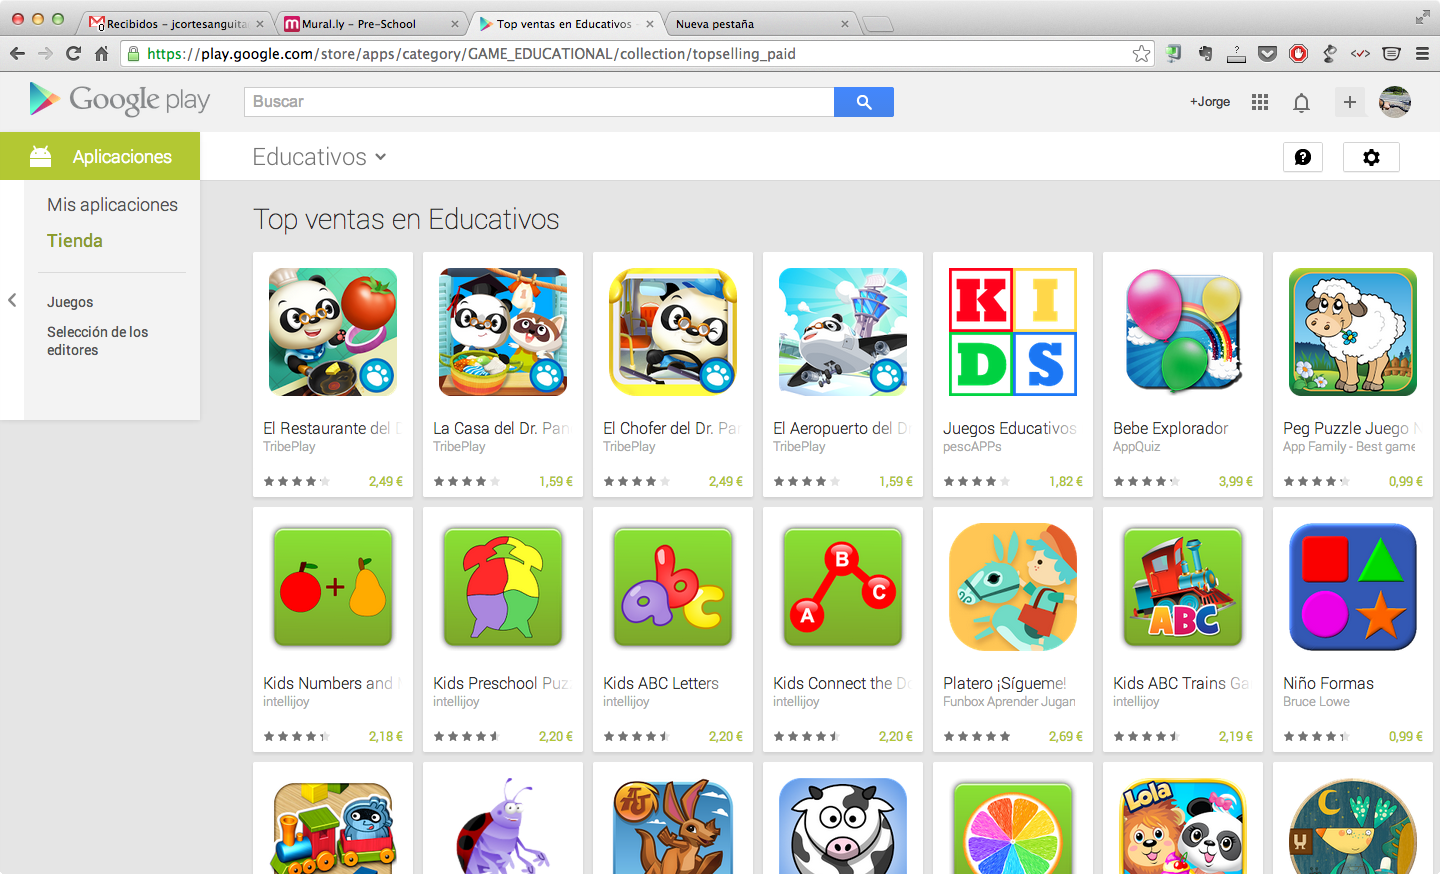 Recibidos – jcortesanguita
Mural.ly – Pre-School
Top ventas en Educativos –
Nueva pestaña
https://play.google.com/store/apps/category/GAME_EDUCATIONAL/collection/topselling_paid
Google play
Buscar
+Jorge
Aplicaciones
Educativos
Mis aplicaciones
Tienda
Juegos
Selección de los
editores
Top ventas en Educativos
K I
D S
El Restaurante del D
TribePlay
2,49 €
La Casa del Dr. Pan
TribePlay
1,59 €
El Chofer del Dr. Pan
TribePlay
2,49 €
El Aeropuerto del Dr
TribePlay
1,59 €
Juegos Educativos
pescAPPs
1,82 €
Bebe Explorador
AppQuiz
3,99 €
Peg Puzzle Juego N
App Family - Best game
0,99 €
abc
A B C
ABC
Kids Numbers and M
intellijoy
2,18 €
Kids Preschool Puzz
intellijoy
2,20 €
Kids ABC Letters
intellijoy
2,20 €
Kids Connect the Do
intellijoy
2,20 €
Platero ¡Sígueme!
Funbox Aprender Jugan
2,69 €
Kids ABC Trains Ga
intellijoy
2,19 €
Niño Formas
Bruce Lowe
0,99 €
AJ
Lola